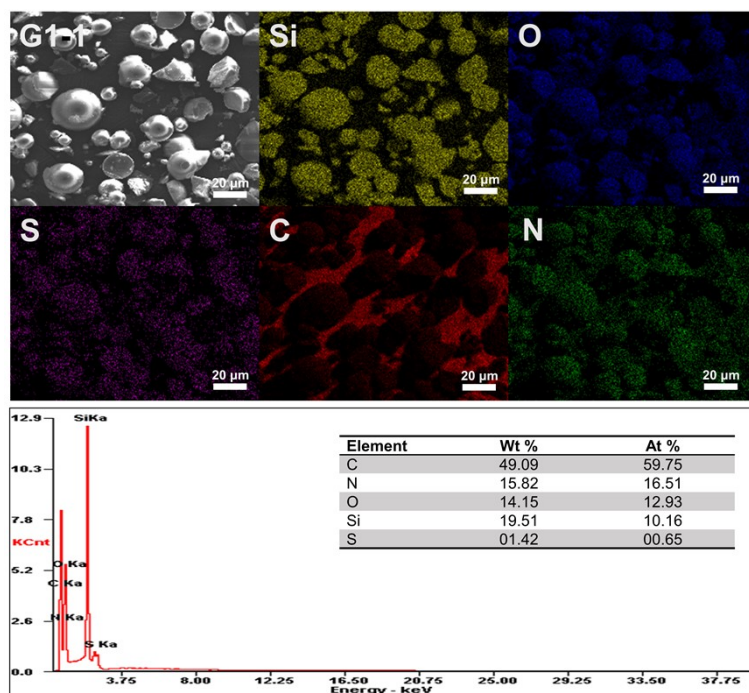 G1-1
Si
O
20 µm
20 µm
20 µm
S
C
N
20 µm
20 µm
20 µm
12.9
10.3
7.8
5.2
2.6
0.0
KCnt
SiKa
O Ka
C Ka
N Ka
S Ka
Element Wt % At %
C 49.09 59.75
N 15.82 16.51
O 14.15 12.93
Si 19.51 10.16
S 01.42 00.65
3.75 8.00 12.25 16.50 20.75 25.00 29.25 33.50 37.75
Energy - keV